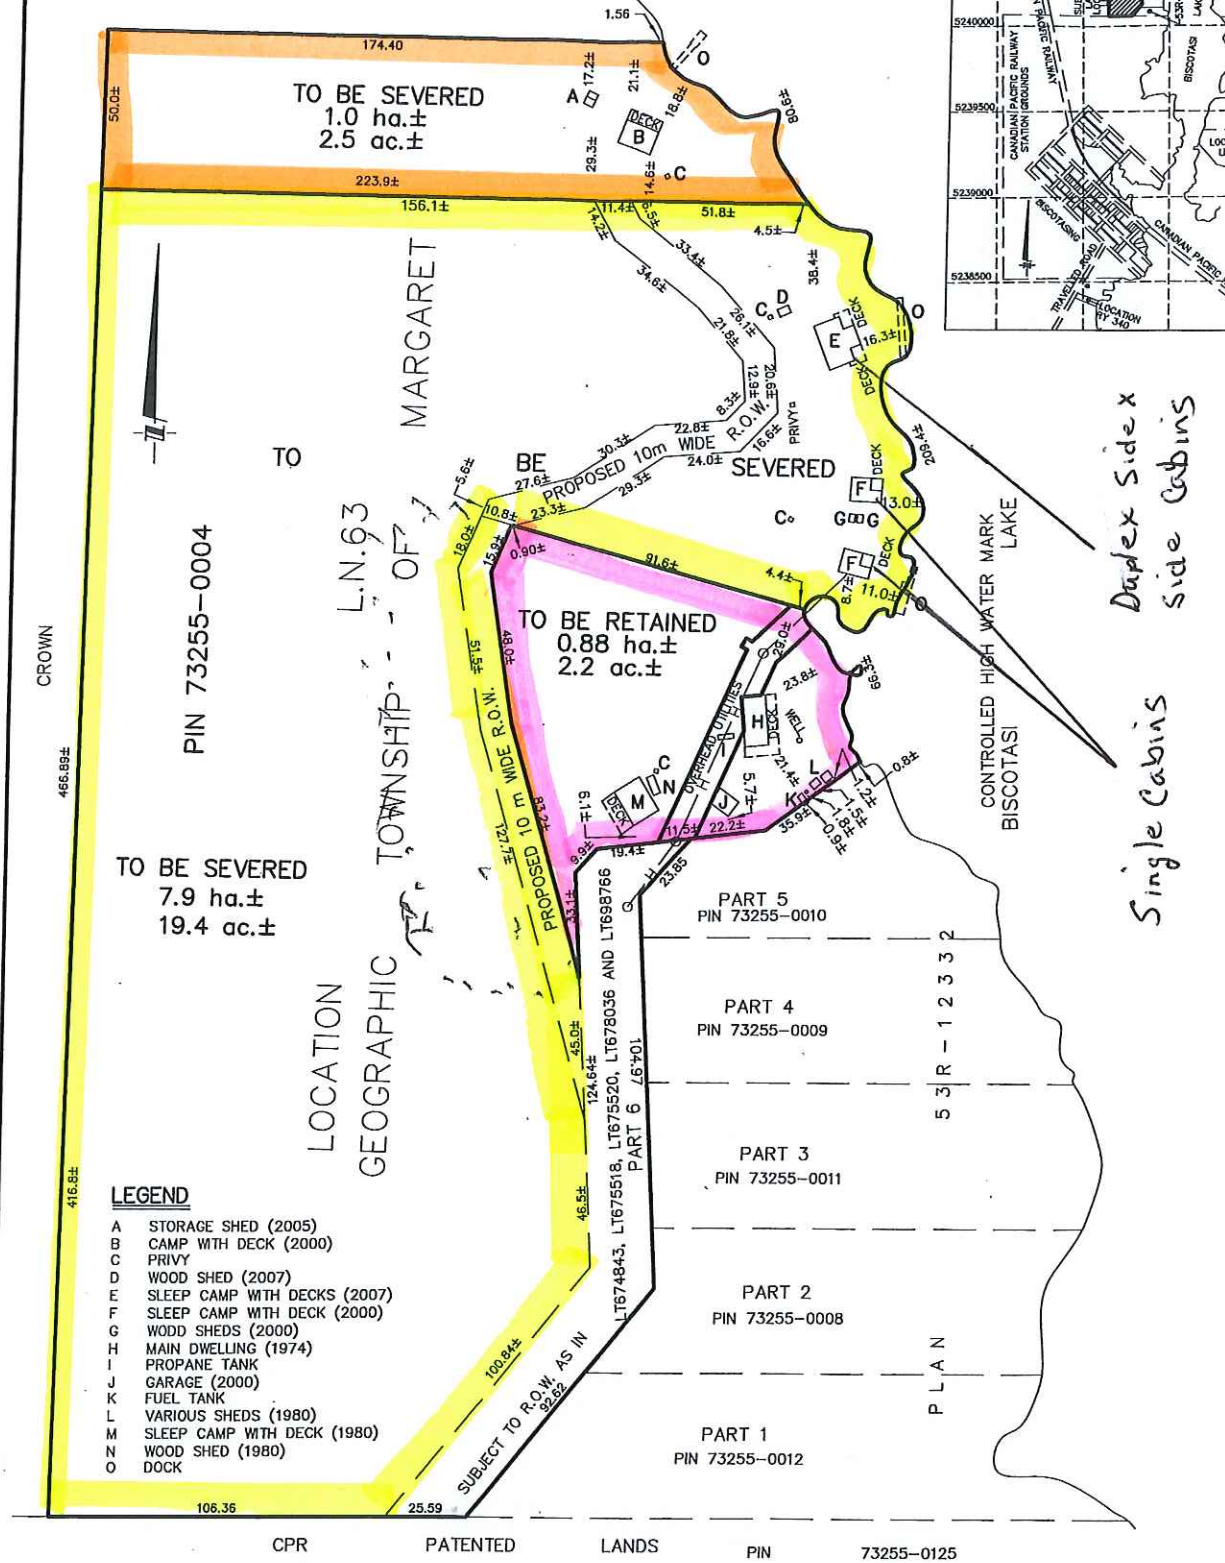 1.56
174.40
O
TO BE SEVERED
1.0 ha.±
2.5 ac.±
50.0±
A
17.2±
21.1±
18.8±
80.6±
DECK
B
29.3±
14.6±
C
223.9±
156.1±
11.4±
6.5±
51.8±
4.5±
14.2±
33.4±
34.6±
38.4±
C
D
26.1±
21.8±
DECK
E
16.3±
DECK
O
12.9±
20.9±
8.3±
R.O.W.
PRIVY
16.6±
22.8±
WIDE
24.0±
30.3±
PROPOSED 10m
29.3±
27.6±
23.3±
5.6±
10.8±
TO
BE
SEVERED
209.4±
DECK
F
13.0±
C
G
G
DECK
F
8.7±
11.0±
O
18.0±
15.9±
0.90±
91.6±
4.4±
TO BE RETAINED
0.88 ha.±
2.2 ac.±
29.0±
23.8±
66.3±
48.0±
51.5±
PROPOSED 10 m WIDE R.O.W.
83.2±
127.7±
OVERHEAD UTILITIES
H
H
H
DECK
WELL
I
21.4±
5.7±
J
K
L
0.8±
1.2±
1.5±
1.8±
0.9±
C
N
M
DECK
6.1±
9.9±
19.4±
11.5±
22.2±
35.9±
H
23.85
33.1±
45.0±
124.64±
46.5±
100.84±
CROWN
466.89±
416.8±
PIN 73255-0004
L.N.63
LOCATION
GEOGRAPHIC
TOWNSHIP
OF
MARGARET
TO BE SEVERED
7.9 ha.±
19.4 ac.±
CONTROLLED HIGH WATER MARK
BISCOTASI
LAKE
Duplex Side x
Side Cabins
Single Cabins
LT674843, LT675518, LT675520, LT678036 AND LT698766
SUBJECT TO R.O.W. AS IN
92.62
PART 6
104.97
PART 5
PIN 73255-0010
PART 4
PIN 73255-0009
PART 3
PIN 73255-0011
PART 2
PIN 73255-0008
PART 1
PIN 73255-0012
PLAN
53R-12332
LEGEND
A STORAGE SHED (2005)
B CAMP WITH DECK (2000)
C PRIVY
D WOOD SHED (2007)
E SLEEP CAMP WITH DECKS (2007)
F SLEEP CAMP WITH DECK (2000)
G WODD SHEDS (2000)
H MAIN DWELLING (1974)
I PROPANE TANK
J GARAGE (2000)
K FUEL TANK
L VARIOUS SHEDS (1980)
M SLEEP CAMP WITH DECK (1980)
N WOOD SHED (1980)
O DOCK
106.36
25.59
CPR
PATENTED
LANDS
PIN
73255-0125
5240000
5239500
5239000
5238500
CANADIAN PACIFIC RAILWAY
STATION GROUNDS
PACIFIC RAILWAY
BISCOTASI
BISCOTASING
CANADIAN PACIFIC
TRAVELLED ROAD
LOCATION
RY 340